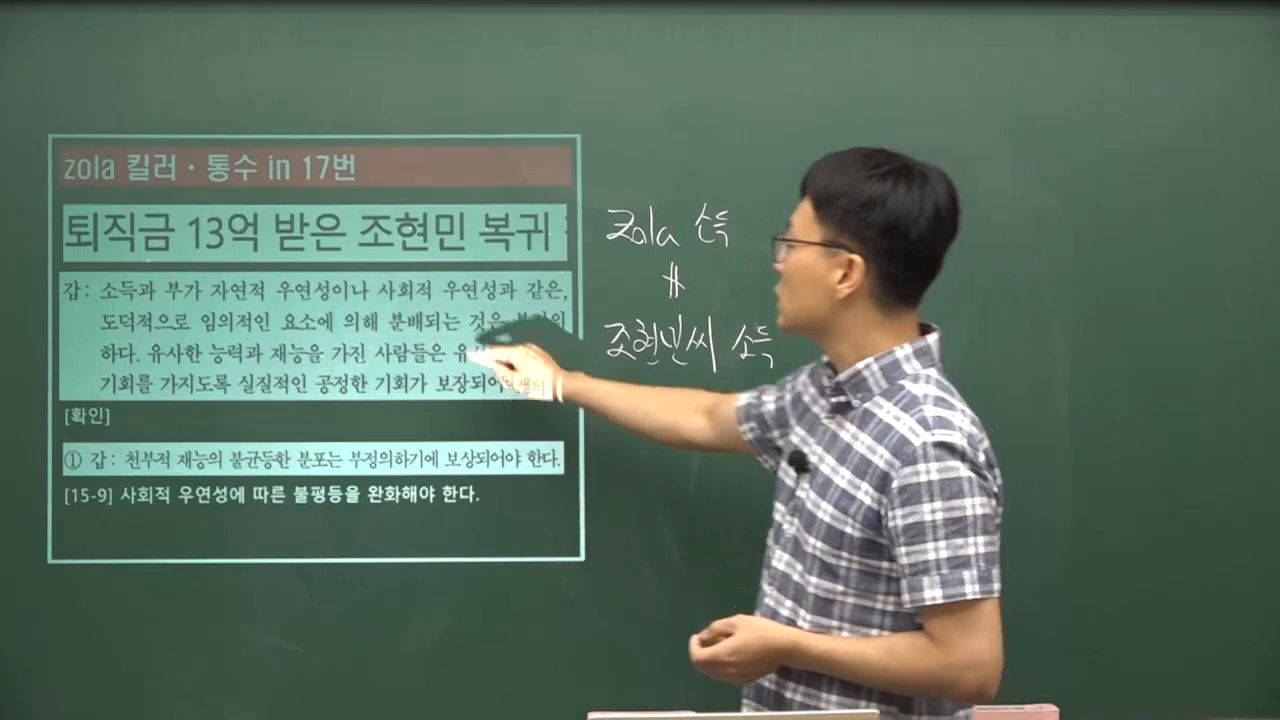 zola 킬러·통수 in 17번
퇴직금 13억 받은 조현민 복귀
갑: 소득과 부가 자연적 우연성이나 사회적 우연성과 같은,
도덕적으로 임의적인 요소에 의해 분배되는 것은
하다. 유사한 능력과 재능을 가진 사람들은
기회를 가지도록 실질적인 공정한 기회가 보장되어 생의
[확인]
① 갑: 천부적 재능의 불균등한 분포는 부정의하기에 보상되어야 한다.
[15-9] 사회적 우연성에 따른 불평등을 완화해야 한다.
Zola 소득
조현민씨 소득